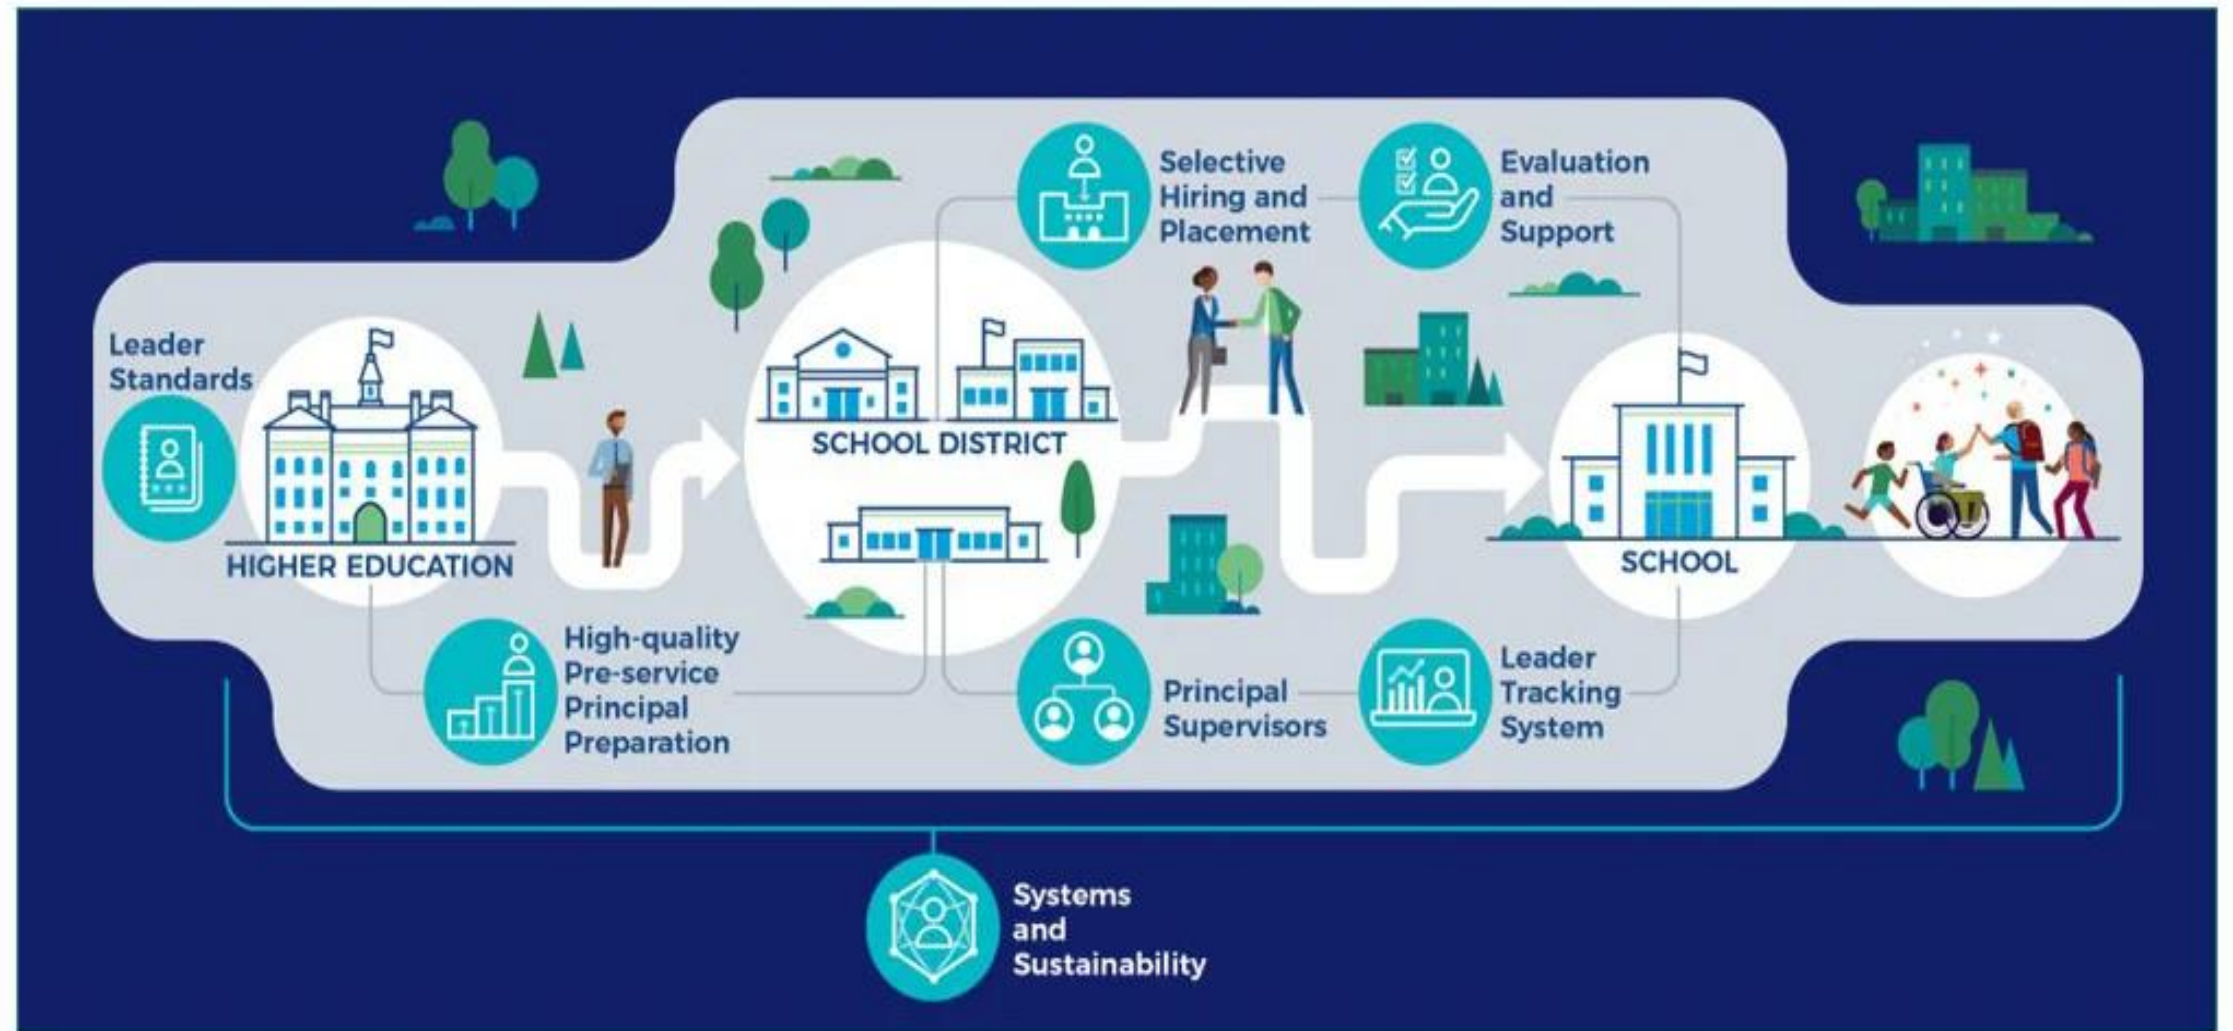 Selective
Hiring and
Placement
Evaluation
and
Support
Leader
Standards
HIGHER EDUCATION
SCHOOL DISTRICT
SCHOOL
High-quality
Pre-service
Principal
Preparation
Principal
Supervisors
Leader
Tracking
System
Systems
and
Sustainability